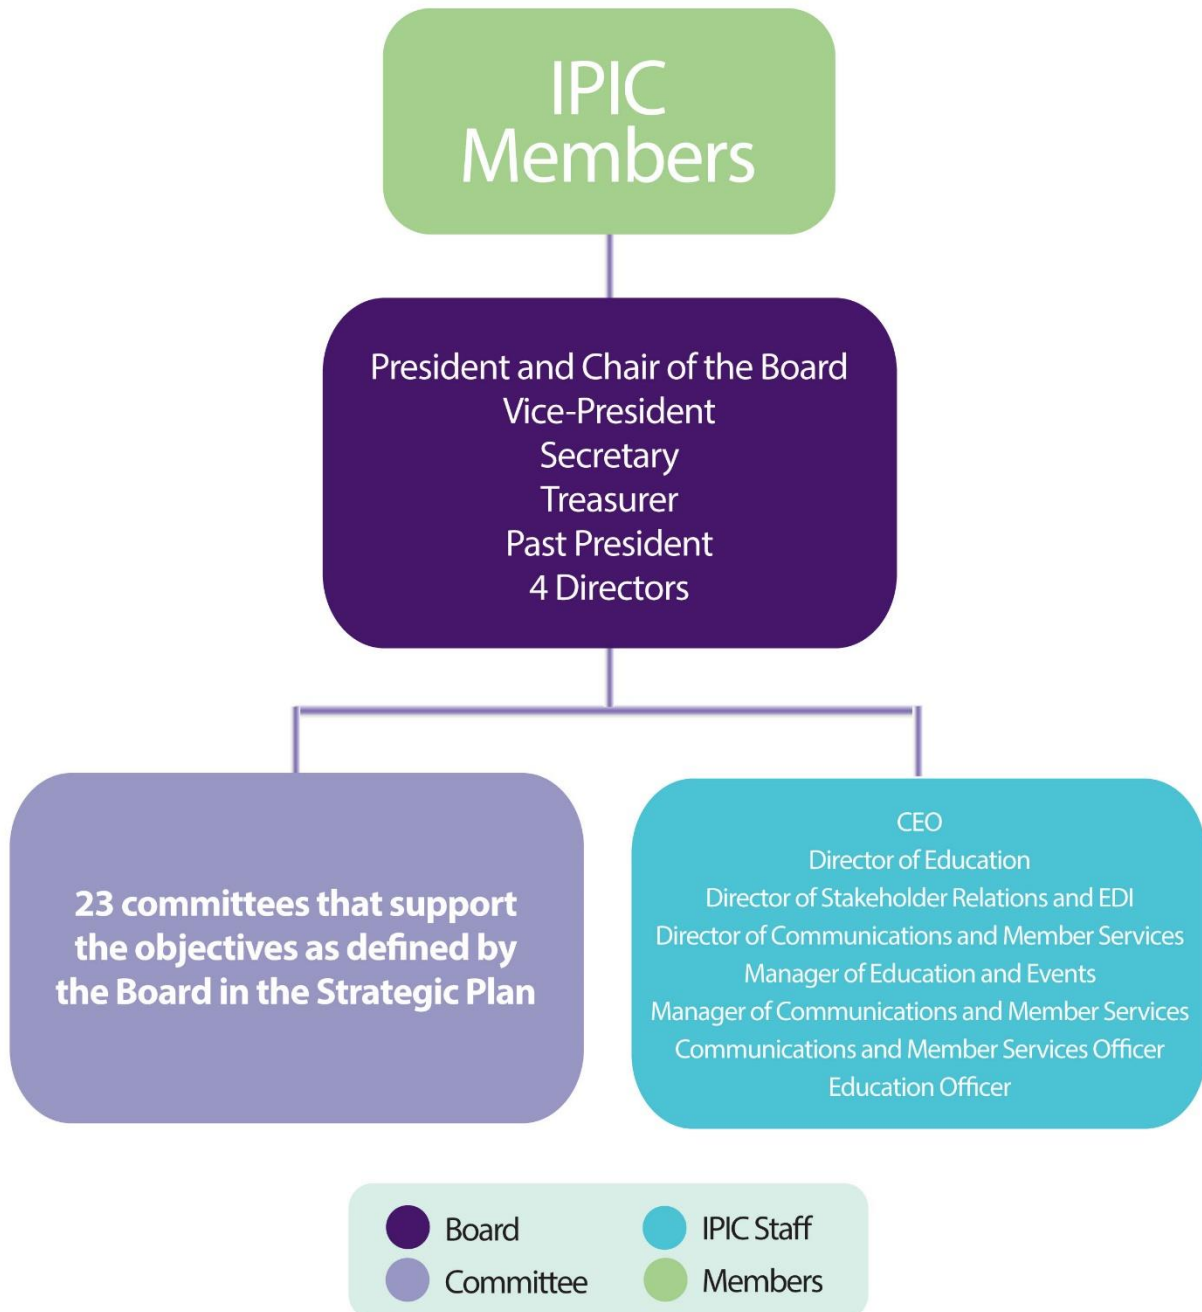 IPIC
Members
President and Chair of the Board
Vice-President
Secretary
Treasurer
Past President
4 Directors
23 committees that support
the objectives as defined by
the Board in the Strategic Plan
CEO
Director of Education
Director of Stakeholder Relations and EDI
Director of Communications and Member Services
Manager of Education and Events
Manager of Communications and Member Services
Communications and Member Services Officer
Education Officer
Board
IPIC Staff
Committee
Members